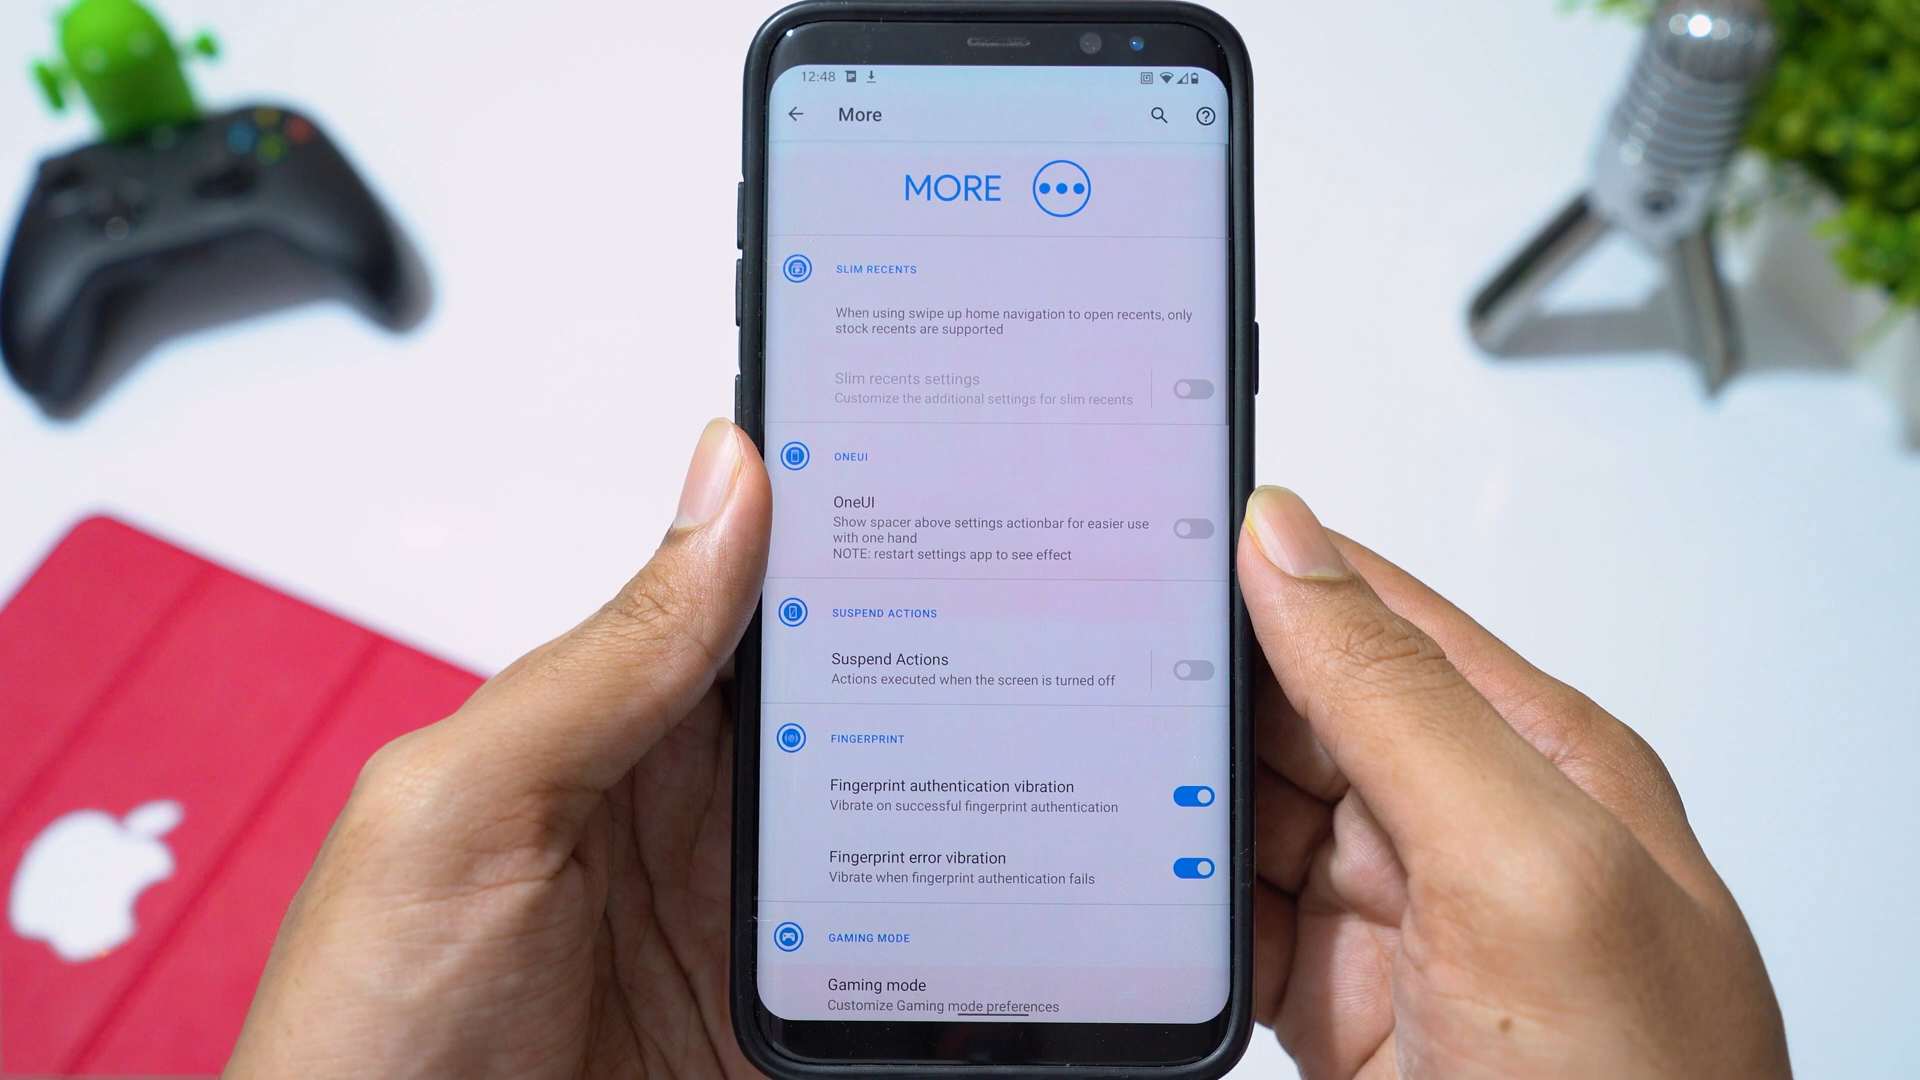 12:48
More
MORE
SLIM RECENTS
When using swipe up home navigation to open recents, only
stock recents are supported
Slim recents settings
Customize the additional settings for slim recents
ONEUI
OneUI
Show spacer above settings actionbar for easier use
with one hand
NOTE: restart settings app to see effect
SUSPEND ACTIONS
Suspend Actions
Actions executed when the screen is turned off
FINGERPRINT
Fingerprint authentication vibration
Vibrate on successful fingerprint authentication
Fingerprint error vibration
Vibrate when fingerprint authentication fails
GAMING MODE
Gaming mode
Customize Gaming mode preferences